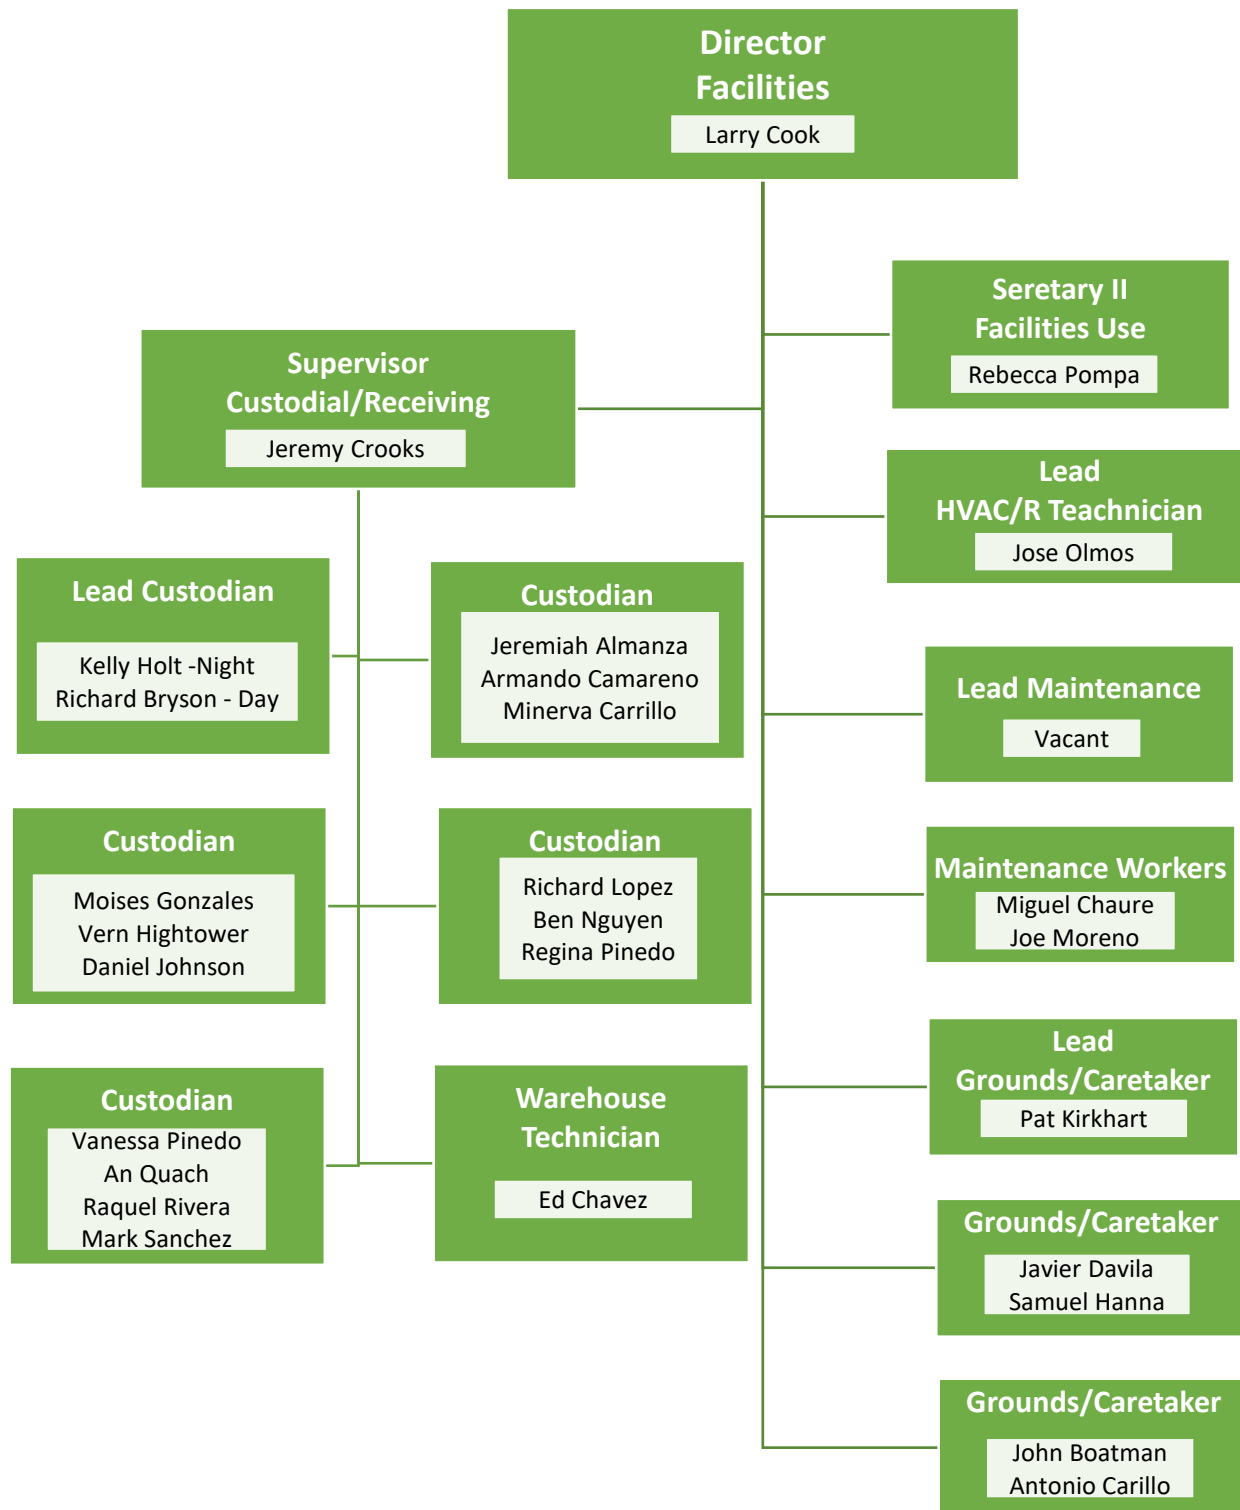 Director
Facilities
Larry Cook
Seretary II
Facilities Use
Rebecca Pompa
Supervisor
Custodial/Receiving
Jeremy Crooks
Lead
HVAC/R Teachnician
Jose Olmos
Lead Custodian
Kelly Holt -Night
Richard Bryson - Day
Custodian
Jeremiah Almanza
Armando Camareno
Minerva Carrillo
Lead Maintenance
Vacant
Custodian
Moises Gonzales
Vern Hightower
Daniel Johnson
Custodian
Richard Lopez
Ben Nguyen
Regina Pinedo
Maintenance Workers
Miguel Chaure
Joe Moreno
Lead
Grounds/Caretaker
Pat Kirkhart
Custodian
Vanessa Pinedo
An Quach
Raquel Rivera
Mark Sanchez
Warehouse
Technician
Ed Chavez
Grounds/Caretaker
Javier Davila
Samuel Hanna
Grounds/Caretaker
John Boatman
Antonio Carillo